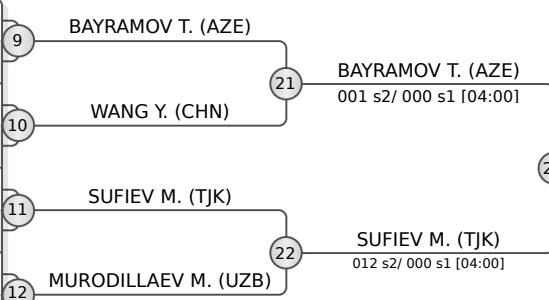 BAYRAMOV T. (AZE)
9
21
BAYRAMOV T. (AZE)
001 s2/ 000 s1 [04:00]
WANG Y. (CHN)
10
SUFIEV M. (TJK)
11
22
SUFIEV M. (TJK)
012 s2/ 000 s1 [04:00]
MURODILLAEV M. (UZB)
12